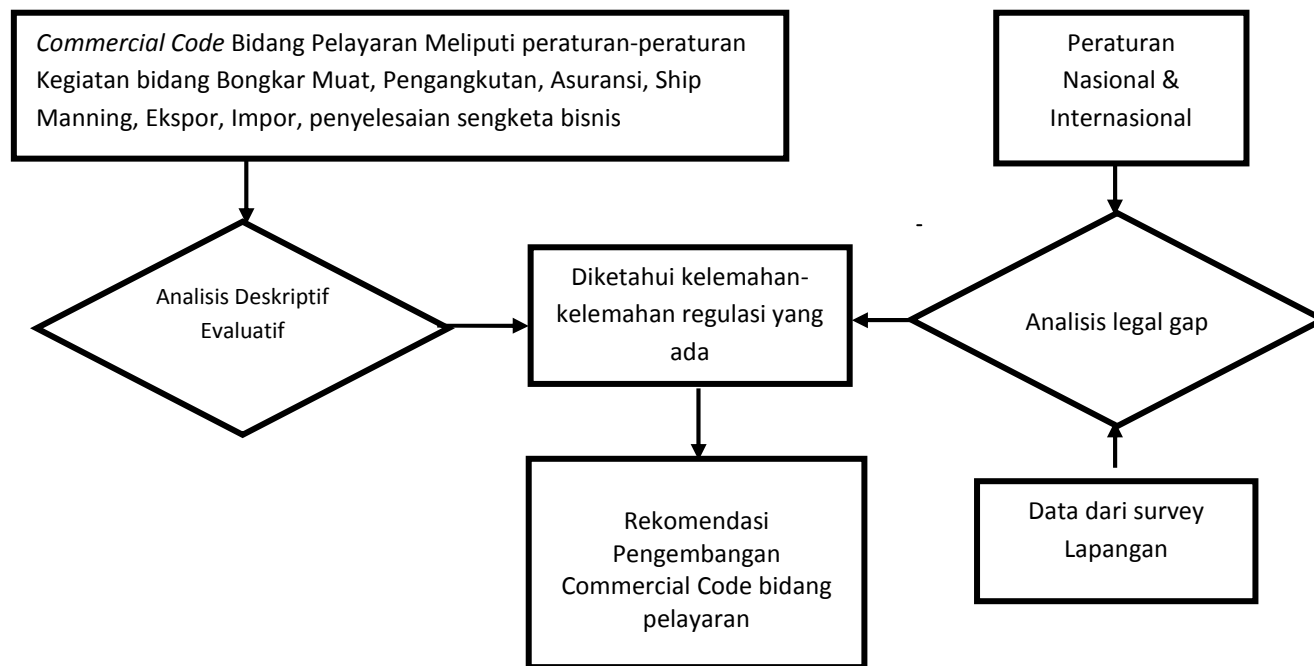 Commercial Code Bidang Pelayaran Meliputi peraturan-peraturan
Kegiatan bidang Bongkar Muat, Pengangkutan, Asuransi, Ship
Manning, Ekspor, Impor, penyelesaian sengketa bisnis
Peraturan
Nasional &
Internasional
-
Analisis Deskriptif
Evaluatif
Diketahui kelemahan-
kelemahan regulasi yang
ada
Analisis legal gap
Rekomendasi
Pengembangan
Commercial Code bidang
pelayaran
Data dari survey
Lapangan